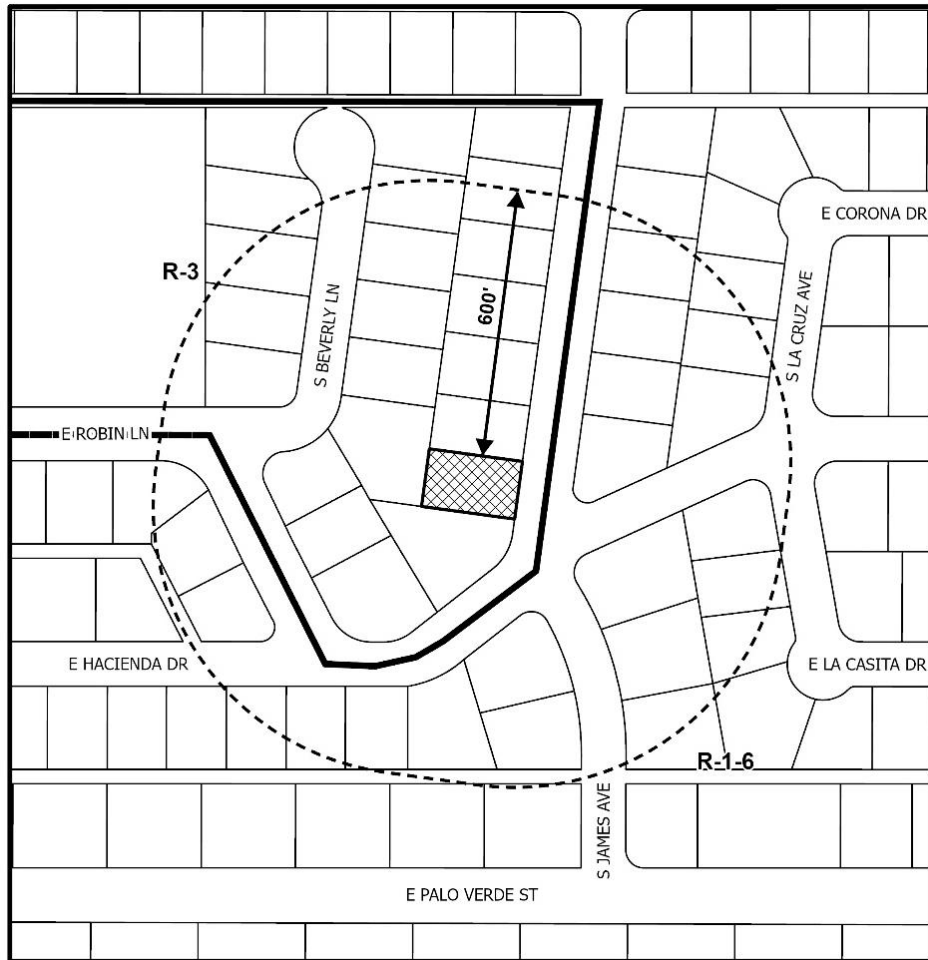 E CORONA DR
R-3
600'
S BEVERLY LN
S LA CRUZ AVE
E ROBIN LN
E HACIENDA DR
E LA CASITA DR
R-1-6
S JAMES AVE
E PALO VERDE ST